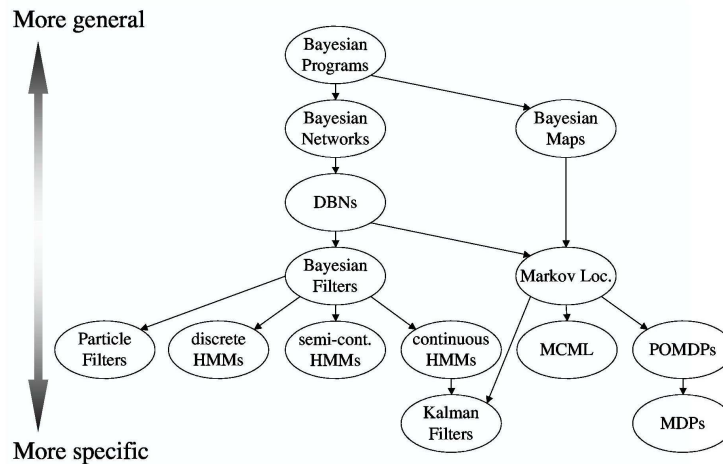 More general
Bayesian
Programs
Bayesian
Networks
Bayesian
Maps
DBNs
Bayesian
Filters
Markov Loc.
Particle
Filters
discrete
HMMs
semi-cont.
HMMs
continuous
HMMs
MCML
POMDPs
Kalman
Filters
MDPs
More specific